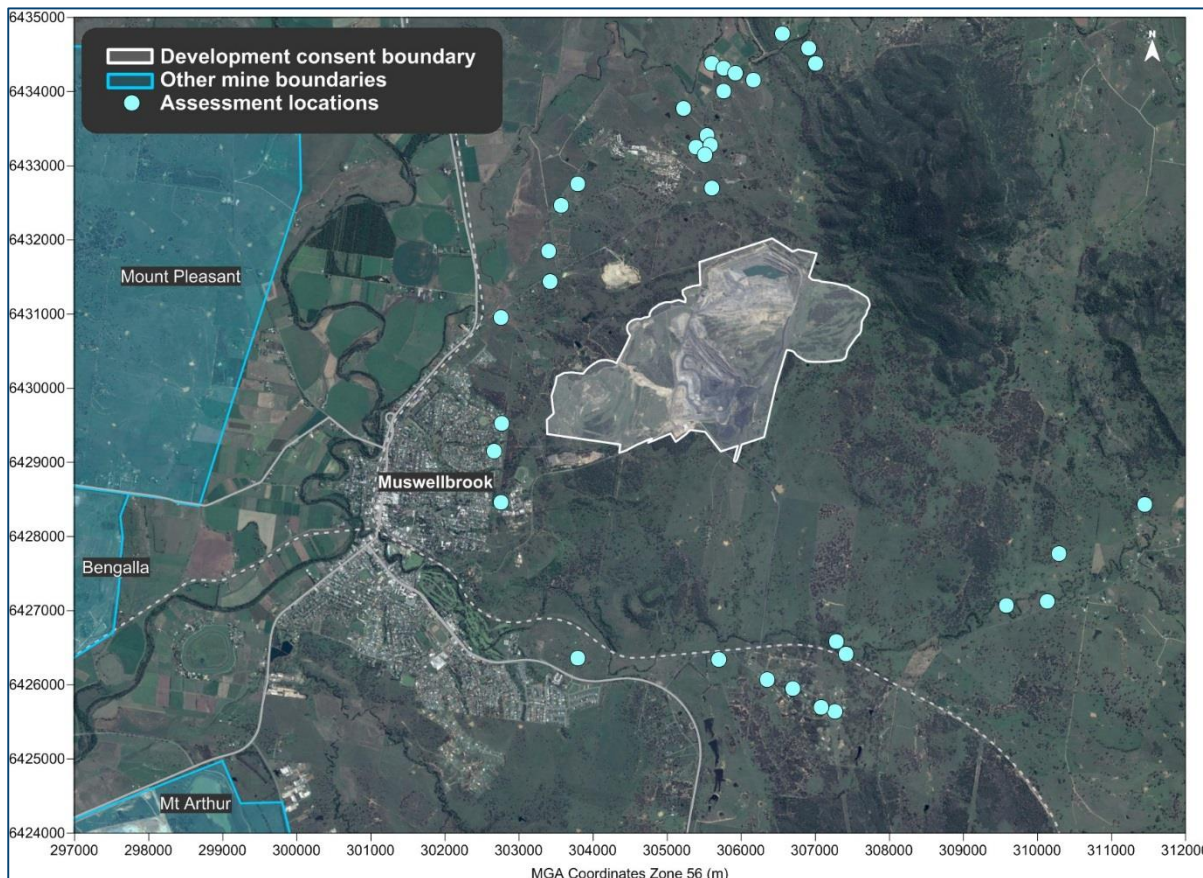 6435000
6434000
6433000
6432000
6431000
6430000
6429000
6428000
6427000
6426000
6425000
6424000
Development consent boundary
Other mine boundaries
Assessment locations
N
Mount Pleasant
Muswellbrook
Bengalla
Mt Arthur
297000 298000 299000 300000 301000 302000 303000 304000 305000 306000 307000 308000 309000 310000 311000 312000
MGA Coordinates Zone 56 (m)